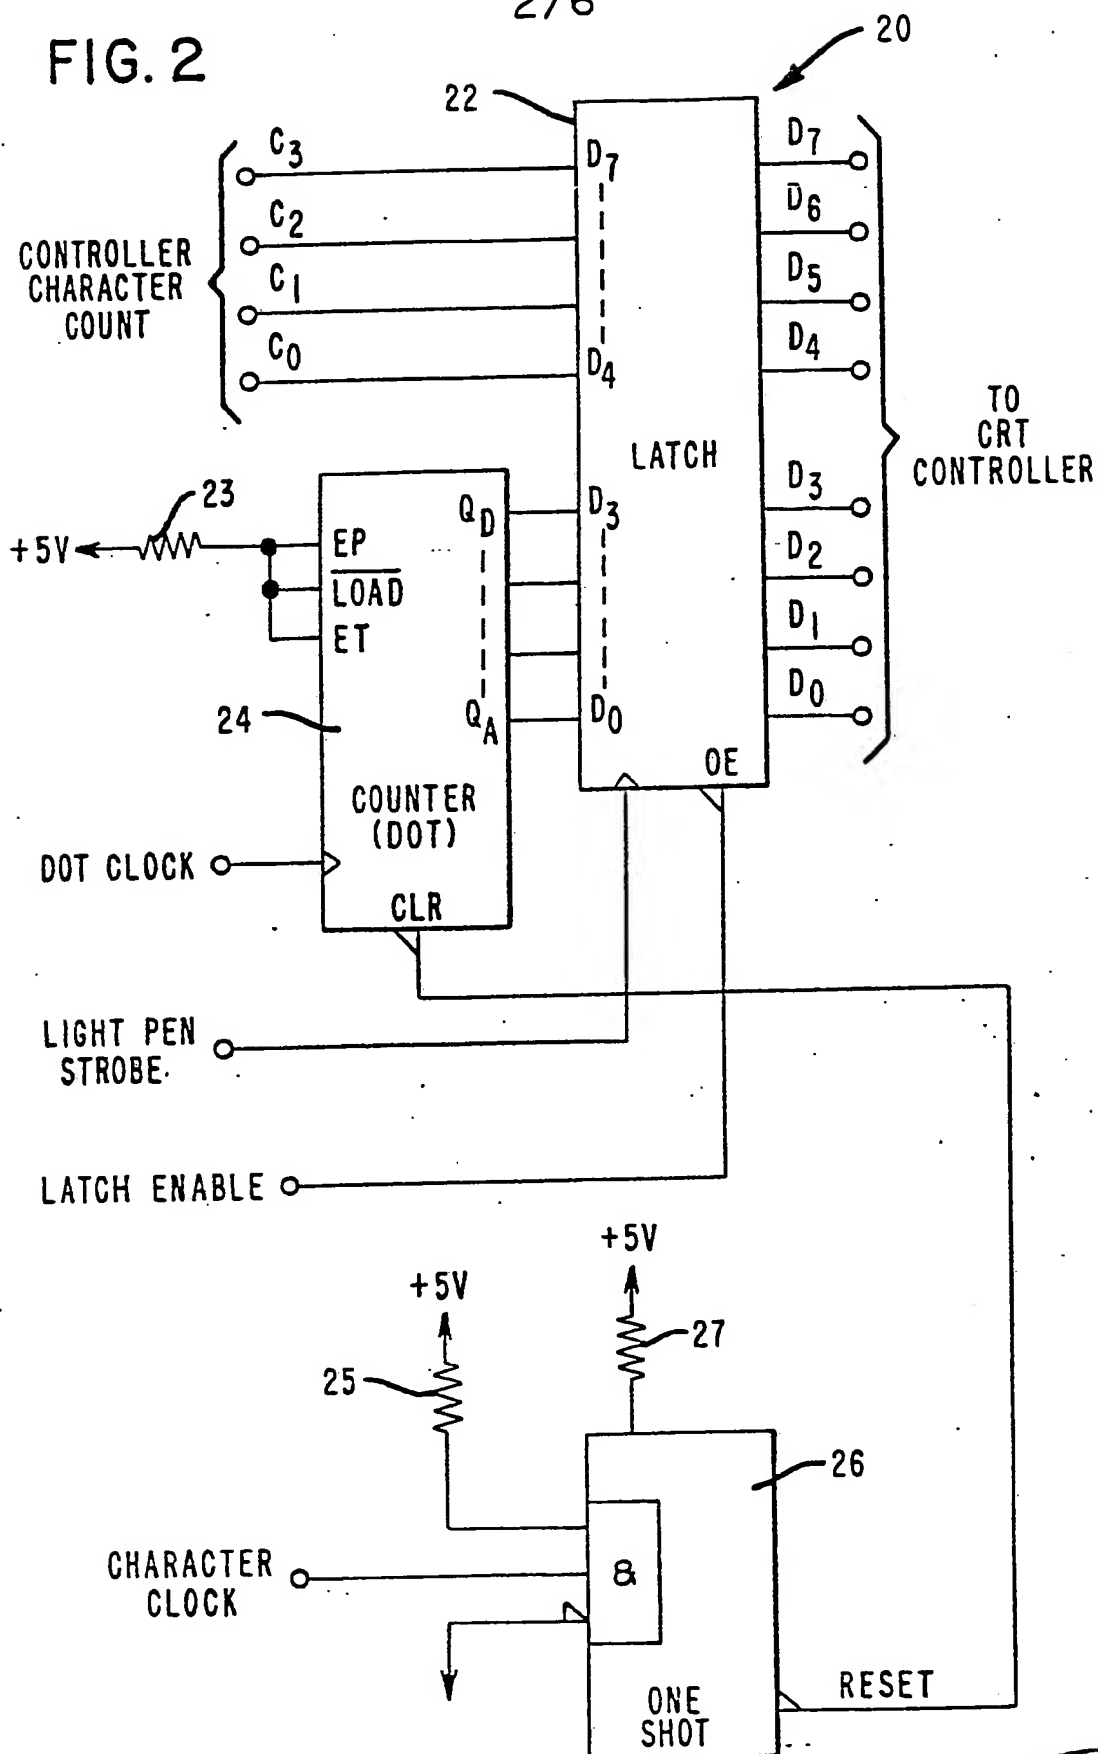 2/6
FIG. 2
20
22
C3
C2
C1
C0
CONTROLLER
CHARACTER
COUNT
D7
D4
LATCH
D3
D0
OE
D7
D6
D5
D4
D3
D2
D1
D0
TO
CRT
CONTROLLER
23
+5V
EP
LOAD
ET
QD
QA
24
COUNTER
(DOT)
CLR
DOT CLOCK
LIGHT PEN
STROBE
LATCH ENABLE
+5V
+5V
25
27
26
&
CHARACTER
CLOCK
ONE
SHOT
RESET